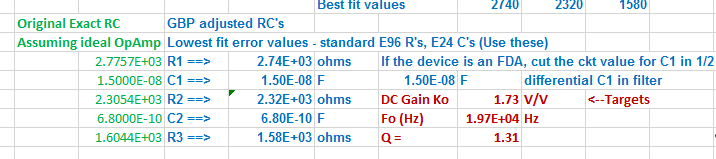 Best fit values 2740 2320 1580
Original Exact RC GBP adjusted RC's
Assuming ideal OpAmp Lowest fit error values - standard E96 R's, E24 C's (Use these)
2.7757E+03 R1 ==> 2.74E+03 ohms If the device is an FDA, cut the ckt value for C1 in 1/2
1.5000E-08 C1 ==> 1.50E-08 F 1.50E-08 F differential C1 in filter
2.3054E+03 R2 ==> 2.32E+03 ohms DC Gain Ko 1.73 V/V <--Targets
6.8000E-10 C2 ==> 6.80E-10 F Fo (Hz) 1.97E+04 Hz
1.6044E+03 R3 ==> 1.58E+03 ohms Q = 1.31